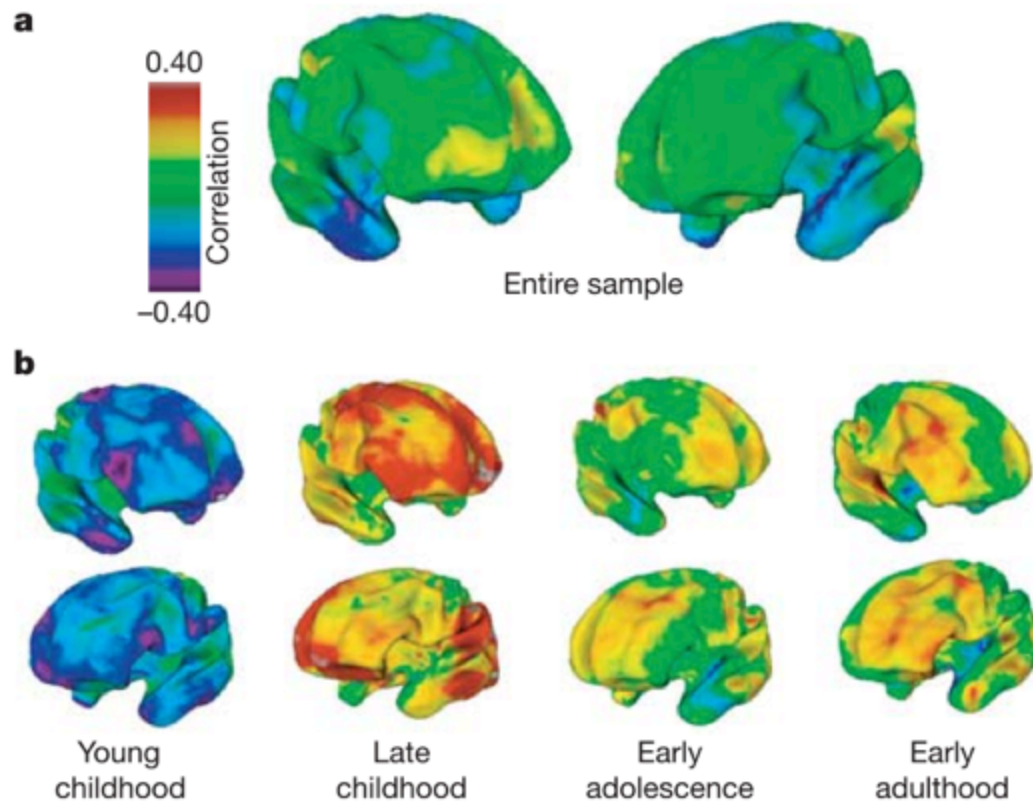 a
0.40
Correlation
–0.40
Entire sample
b
Young
childhood
Late
childhood
Early
adolescence
Early
adulthood